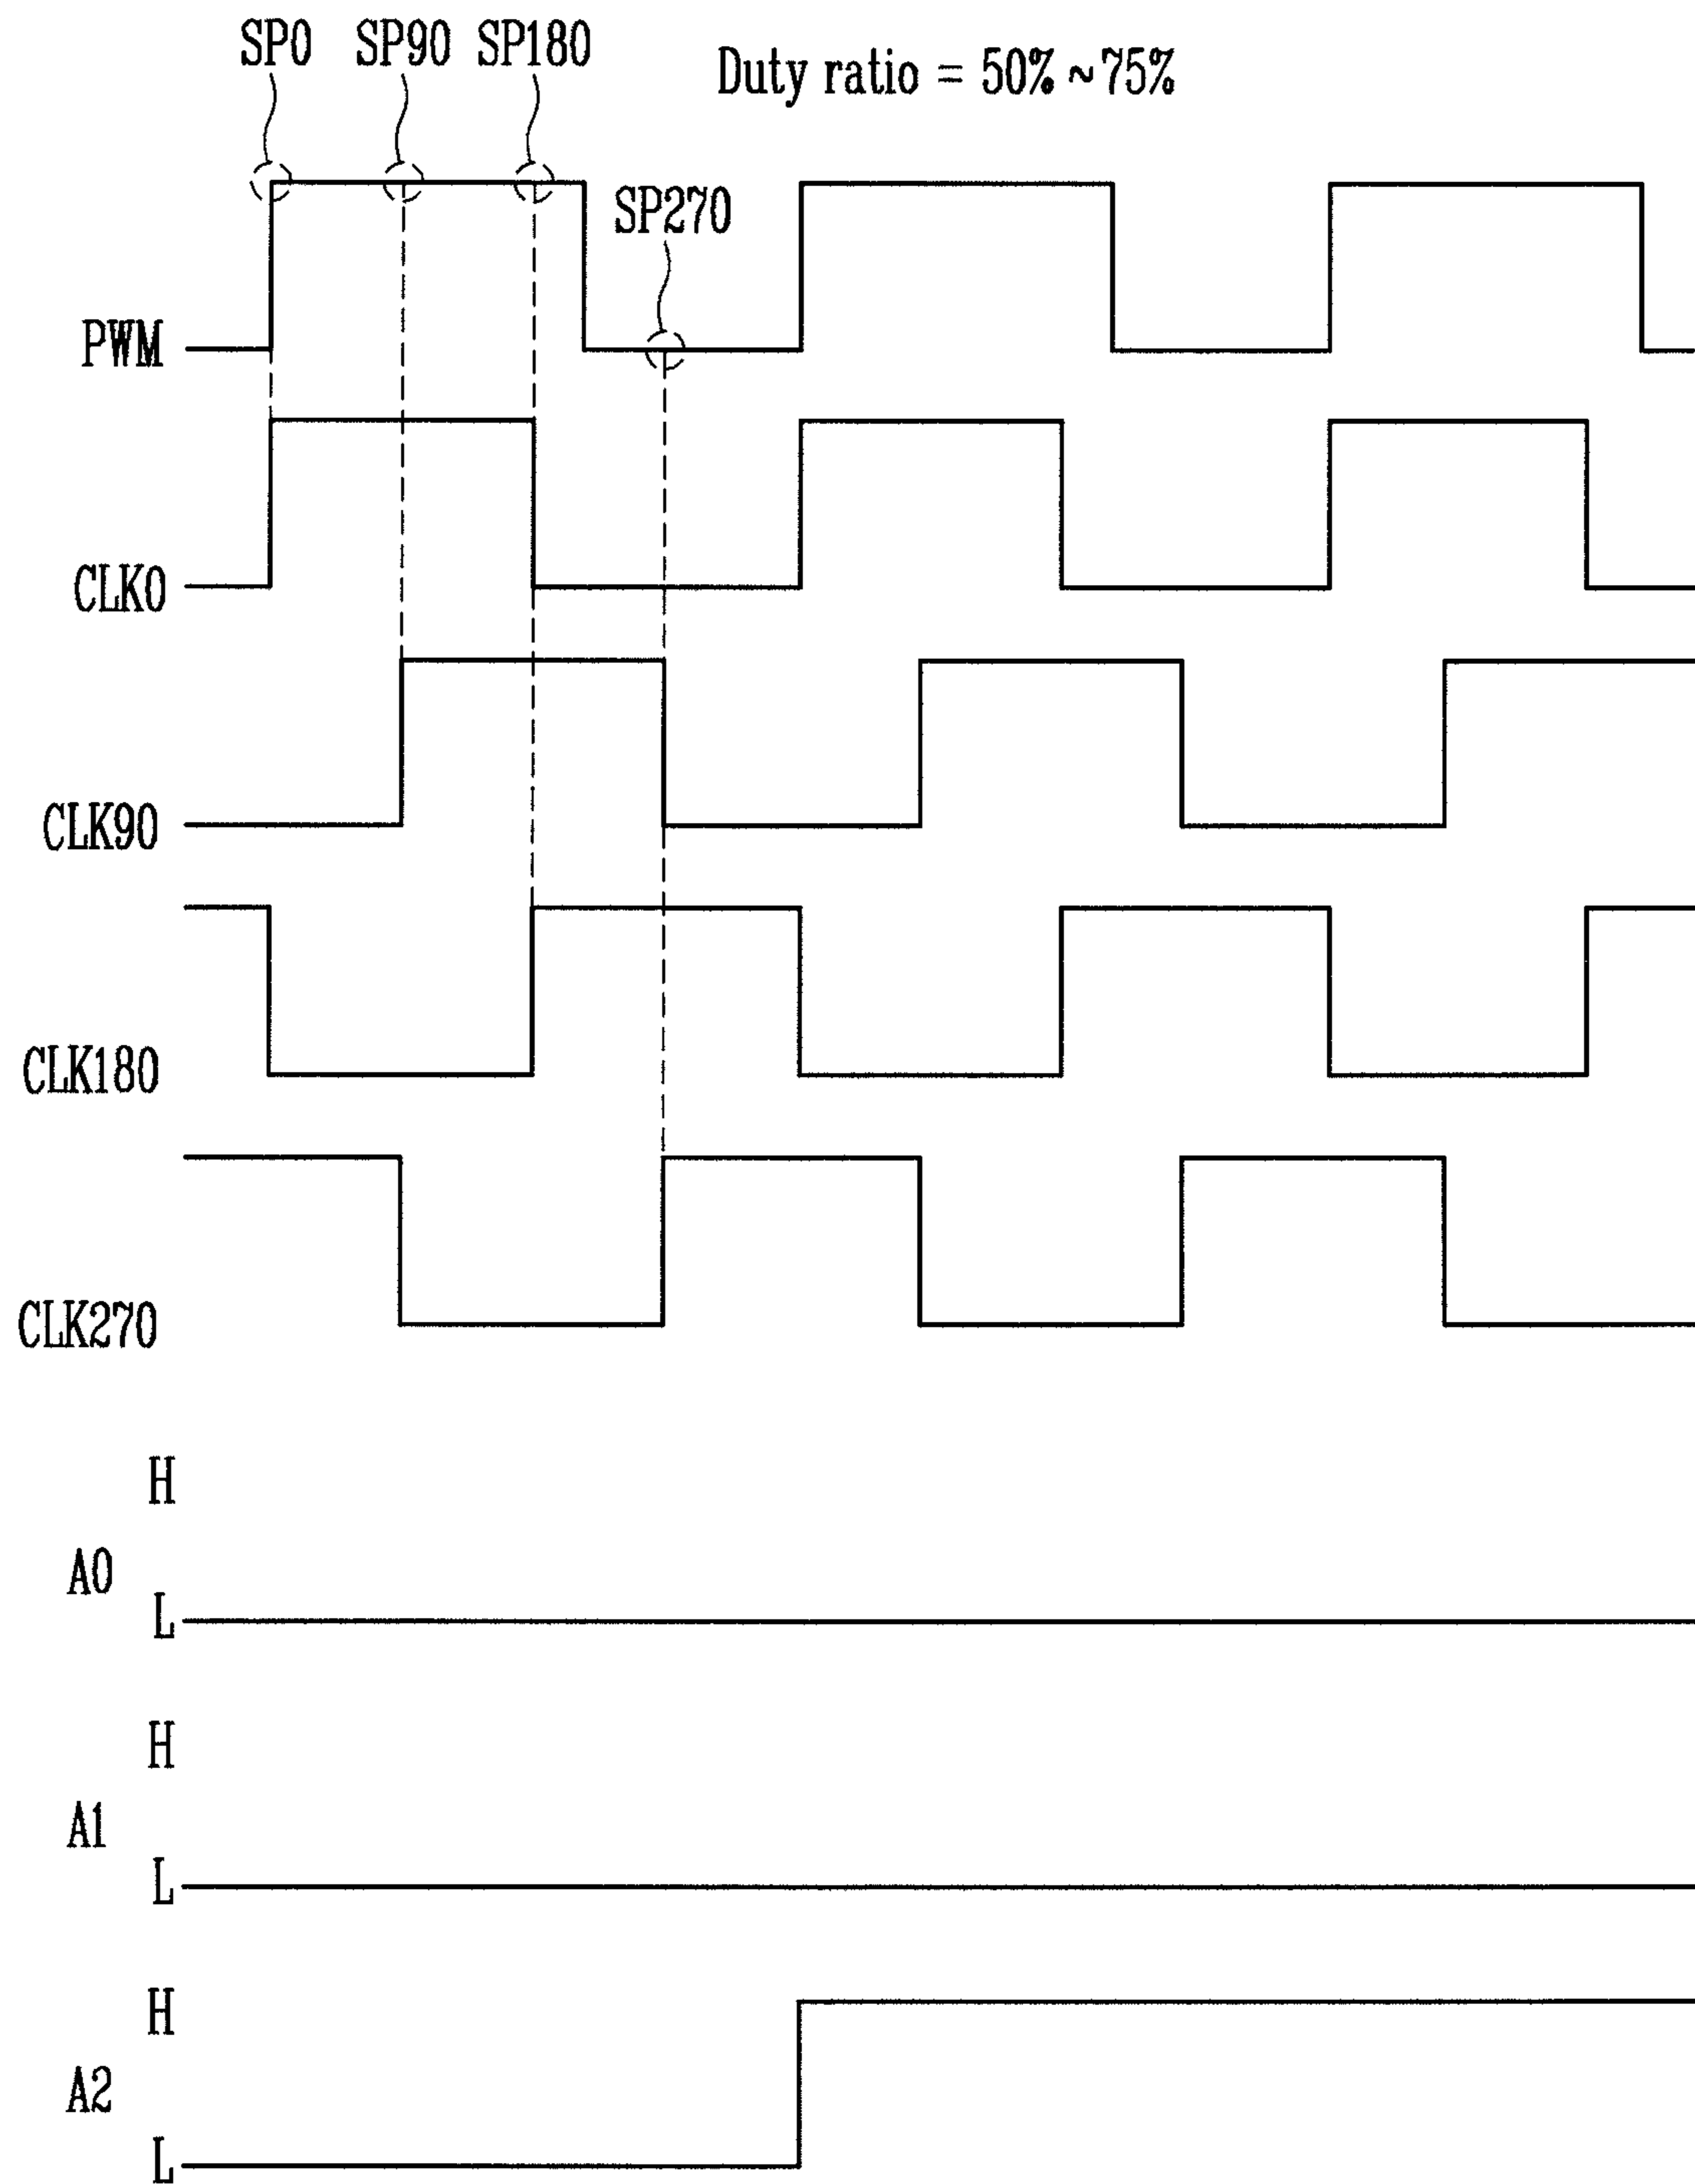 SP0 SP90 SP180
Duty ratio = 50% ~ 75%
SP270
PWM
CLK0
CLK90
CLK180
CLK270
H
A0
L
H
A1
L
H
A2
L